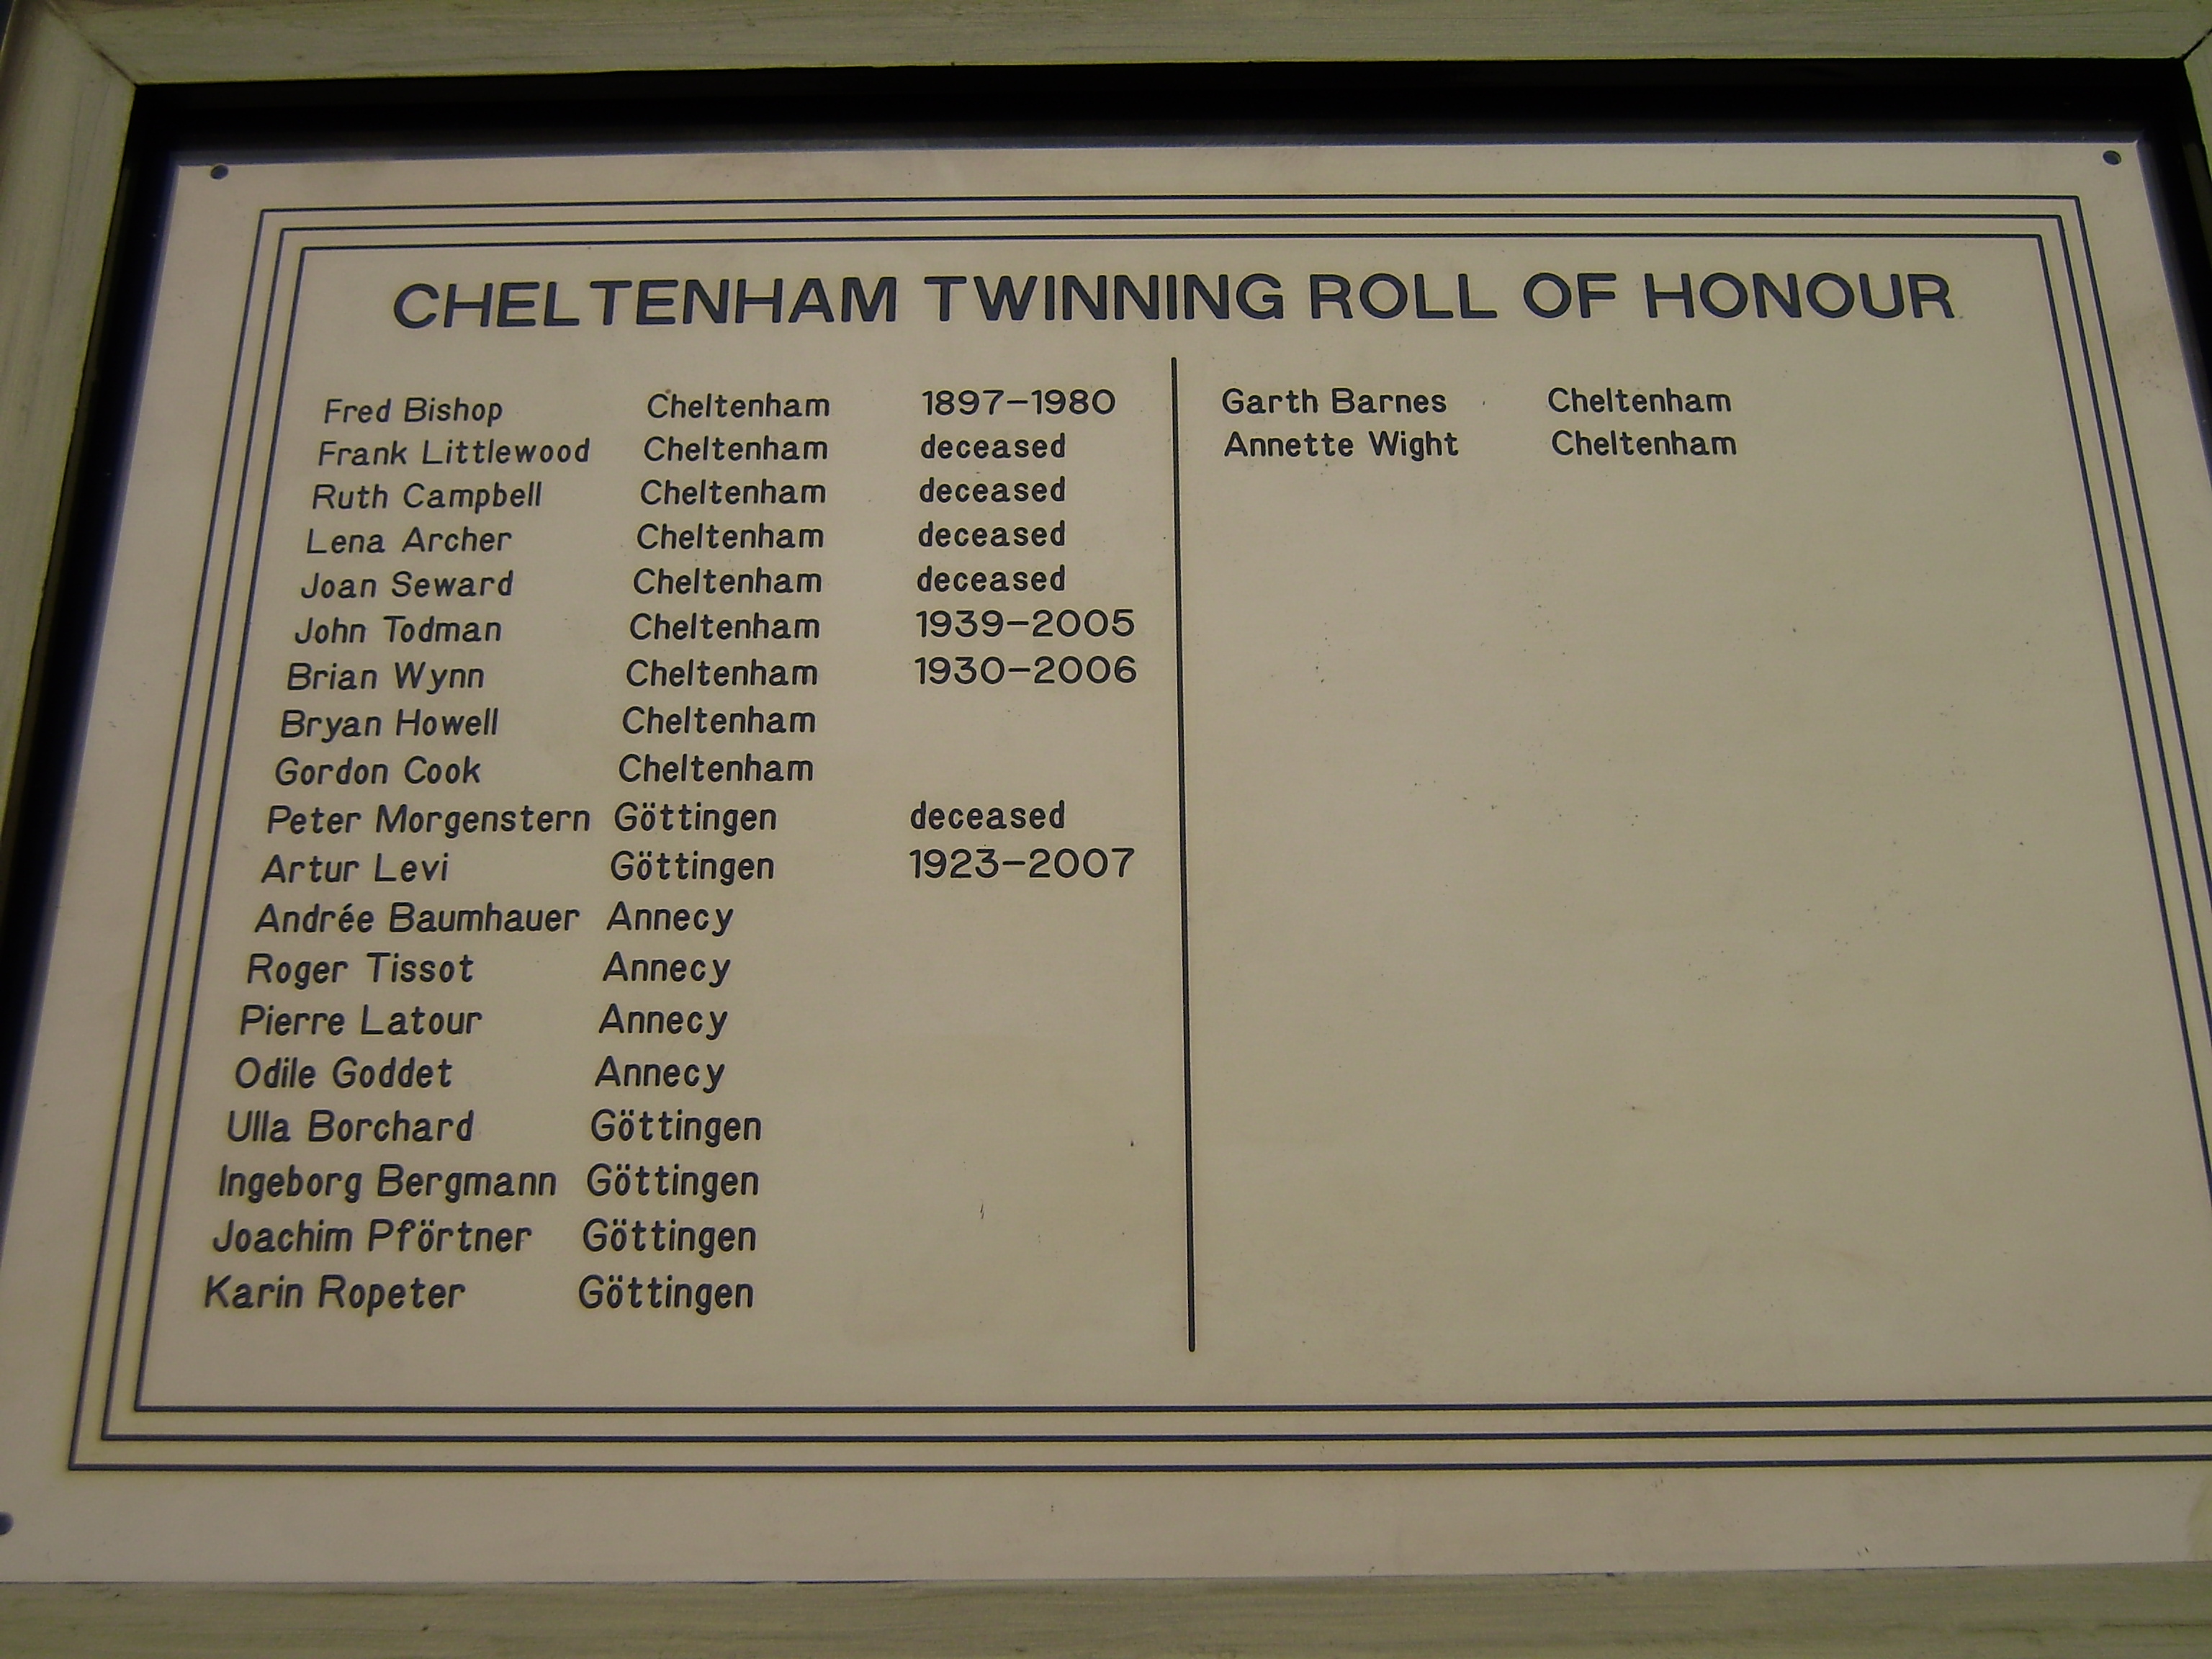 CHELTENHAM TWINNING ROLL OF HONOUR
Fred Bishop Cheltenham 1897-1980
Frank Littlewood Cheltenham deceased
Ruth Campbell Cheltenham deceased
Lena Archer Cheltenham deceased
Joan Seward Cheltenham deceased
John Todman Cheltenham 1939-2005
Brian Wynn Cheltenham 1930-2006
Bryan Howell Cheltenham
Gordon Cook Cheltenham
Peter Morgenstern Göttingen deceased
Artur Levi Göttingen 1923-2007
Andrée Baumhauer Annecy
Roger Tissot Annecy
Pierre Latour Annecy
Odile Goddet Annecy
Ulla Borchard Göttingen
Ingeborg Bergmann Göttingen
Joachim Pförtner Göttingen
Karin Ropeter Göttingen
Garth Barnes Cheltenham
Annette Wight Cheltenham